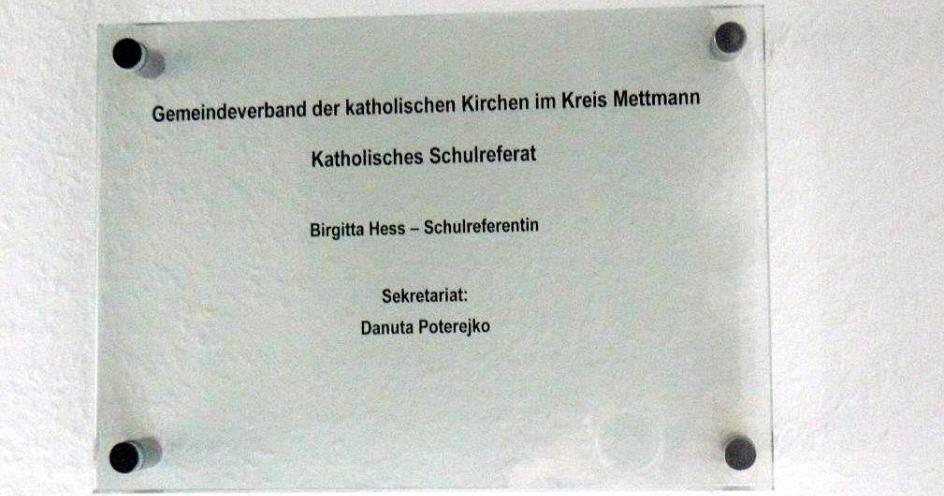 Gemeindeverband der katholischen Kirchen im Kreis Mettmann
Katholisches Schulreferat
Birgitta Hess – Schulreferentin
Sekretariat:
Danuta Poterejko